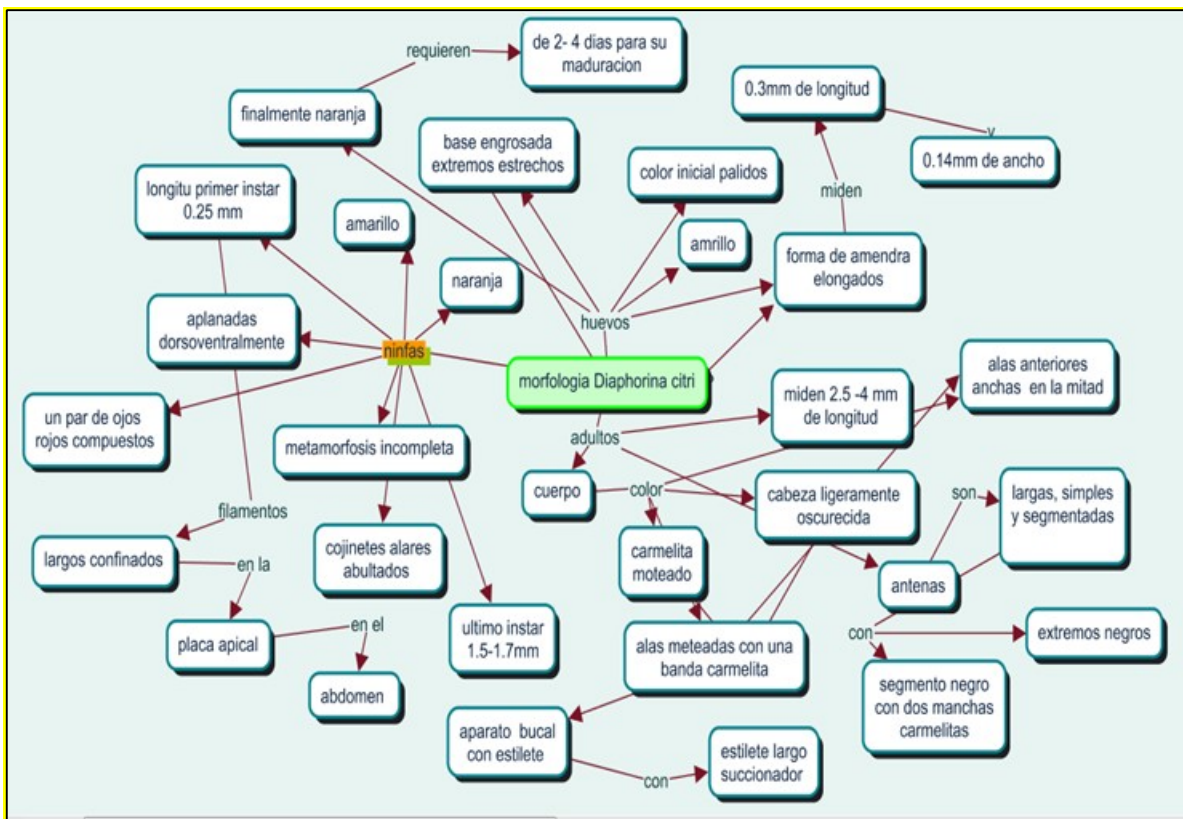 requieren
de 2- 4 dias para su
maduracion
finalmente naranja
0.3mm de longitud
y
0.14mm de ancho
base engrosada
extremos estrechos
color inicial palidos
miden
longitu primer instar
0.25 mm
amarillo
amrillo
forma de amendra
elongados
naranja
aplanadas
dorsoventralmente
huevos
ninfas
morfologia Diaphorina citri
alas anteriores
anchas en la mitad
un par de ojos
rojos compuestos
miden 2.5 -4 mm
de longitud
metamorfosis incompleta
adultos
cuerpo
color
cabeza ligeramente
oscurecida
son
largas, simples
y segmentadas
filamentos
largos confinados
en la
cojinetes alares
abultados
carmelita
moteado
antenas
placa apical
en el
abdomen
ultimo instar
1.5-1.7mm
alas meteadas con una
banda carmelita
con
extremos negros
segmento negro
con dos manchas
carmelitas
aparato bucal
con estilete
con
estilete largo
succionador